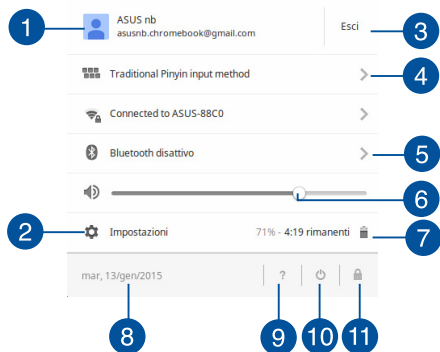 ASUS nb
asusnb.chromebook@gmail.com
Esci
1
3
Traditional Pinyin input method
4
Connected to ASUS-88C0
Bluetooth disattivo
5
6
2
Impostazioni
71% - 4:19 rimanenti
7
mar, 13/gen/2015
?
8
9
10
11